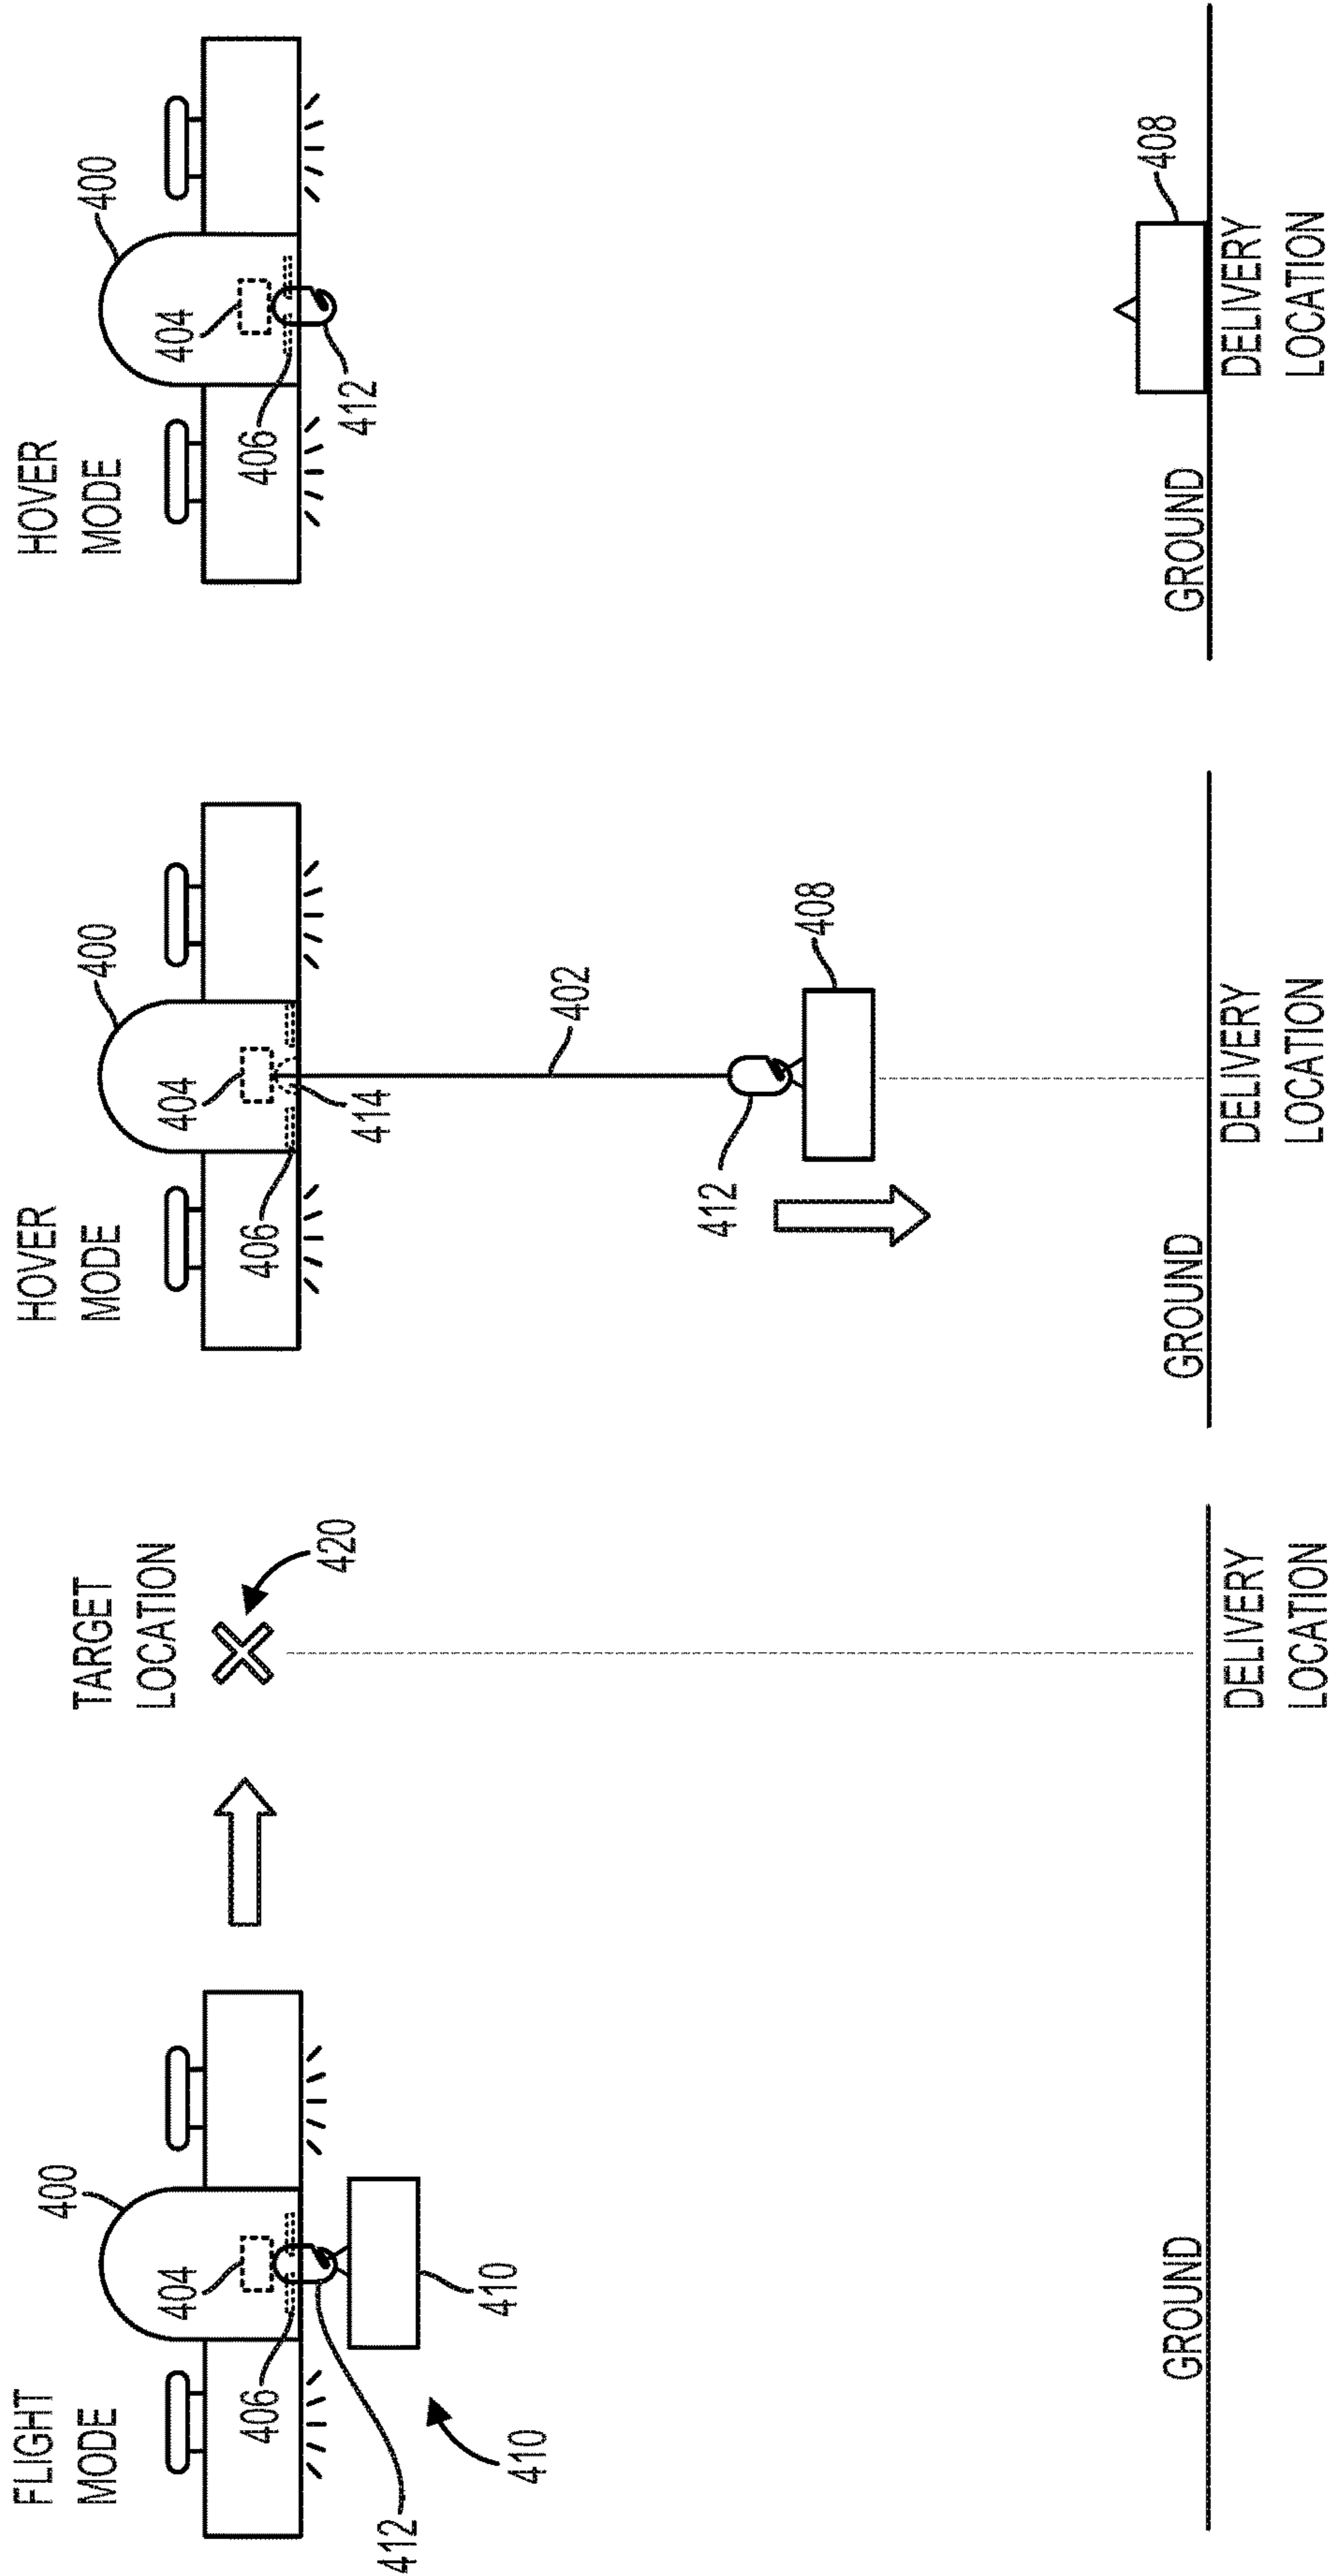 FLIGHT
MODE
400
404
406
412
410
410
TARGET
LOCATION
420
GROUND
DELIVERY
LOCATION
HOVER
MODE
400
404
406
414
402
412
408
GROUND
DELIVERY
LOCATION
HOVER
MODE
400
404
406
412
408
GROUND
DELIVERY
LOCATION